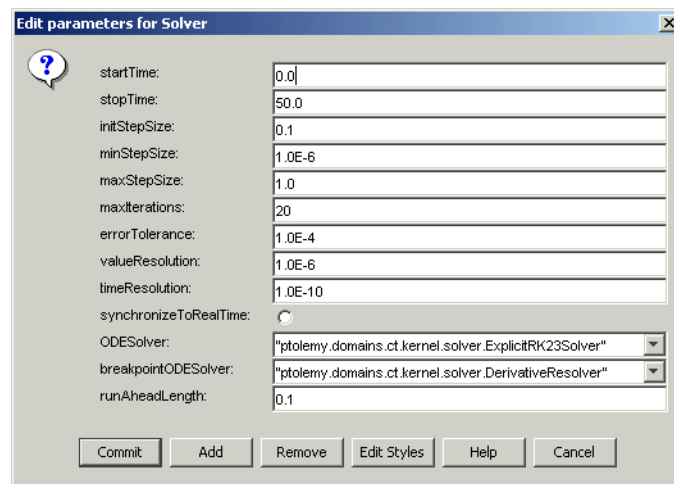 Edit parameters for Solver
?
startTime: 0.0
stopTime: 50.0
initStepSize: 0.1
minStepSize: 1.0E-6
maxStepSize: 1.0
maxIterations: 20
errorTolerance: 1.0E-4
valueResolution: 1.0E-6
timeResolution: 1.0E-10
synchronizeToRealTime:
ODESolver: "ptolemy.domains.ct.kernel.solver.ExplicitRK23Solver"
breakpointODESolver: "ptolemy.domains.ct.kernel.solver.DerivativeResolver"
runAheadLength: 0.1
Commit Add Remove Edit Styles Help Cancel